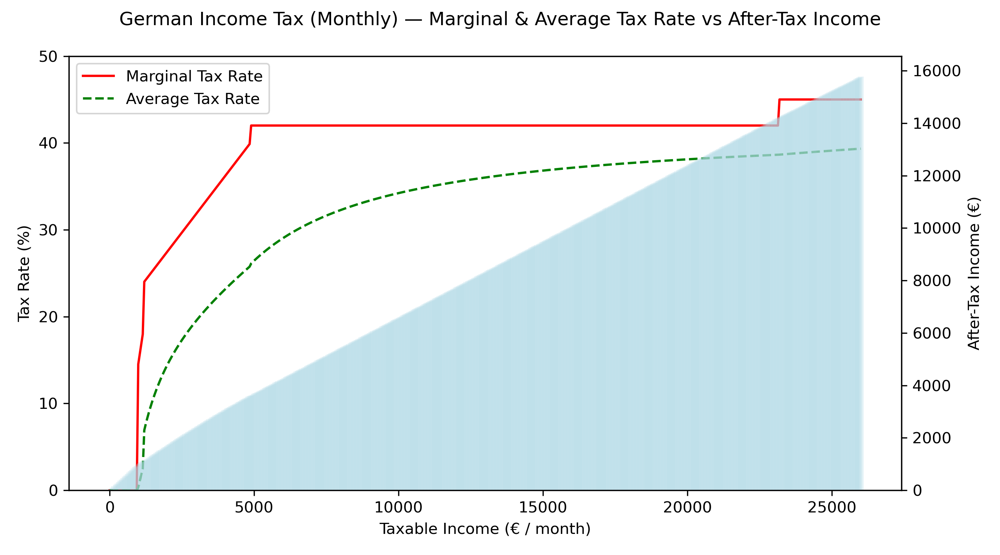 German Income Tax (Monthly) — Marginal & Average Tax Rate vs After-Tax Income
Marginal Tax Rate
Average Tax Rate
Tax Rate (%)
50
40
30
20
10
0
16000
14000
12000
10000
8000
6000
4000
2000
0
After-Tax Income (€)
0 5000 10000 15000 20000 25000
Taxable Income (€ / month)